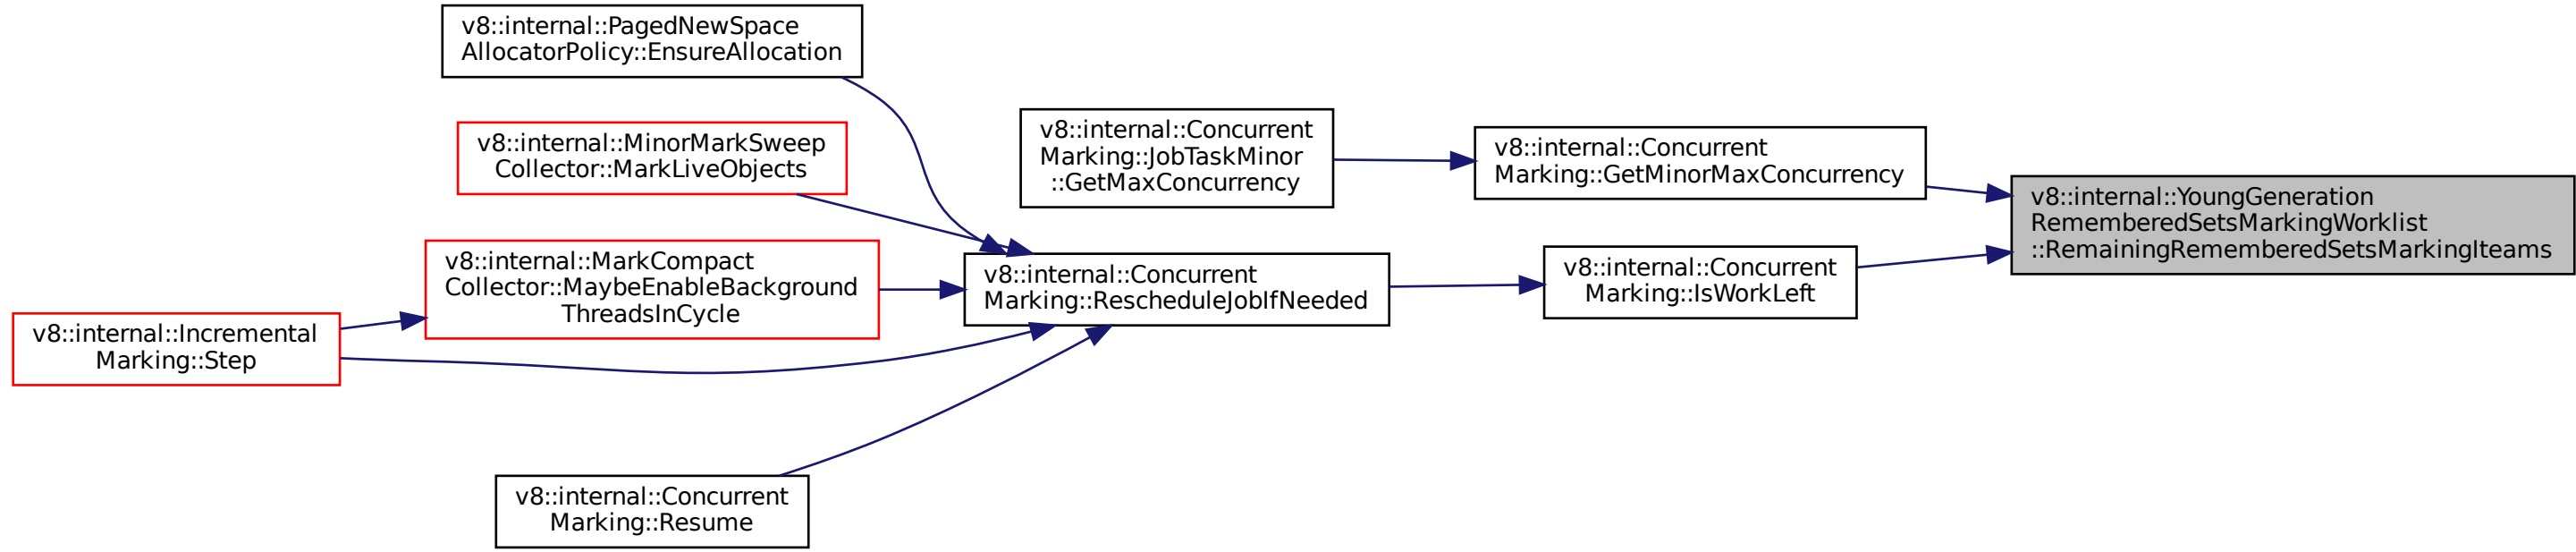 v8::internal::PagedNewSpace
AllocatorPolicy::EnsureAllocation
v8::internal::MinorMarkSweep
Collector::MarkLiveObjects
v8::internal::MarkCompact
Collector::MaybeEnableBackground
ThreadsInCycle
v8::internal::Incremental
Marking::Step
v8::internal::Concurrent
Marking::Resume
v8::internal::Concurrent
Marking::JobTaskMinor
::GetMaxConcurrency
v8::internal::Concurrent
Marking::RescheduleJobIfNeeded
v8::internal::Concurrent
Marking::GetMinorMaxConcurrency
v8::internal::Concurrent
Marking::IsWorkLeft
v8::internal::YoungGeneration
RememberedSetsMarkingWorklist
::RemainingRememberedSetsMarkingIteams